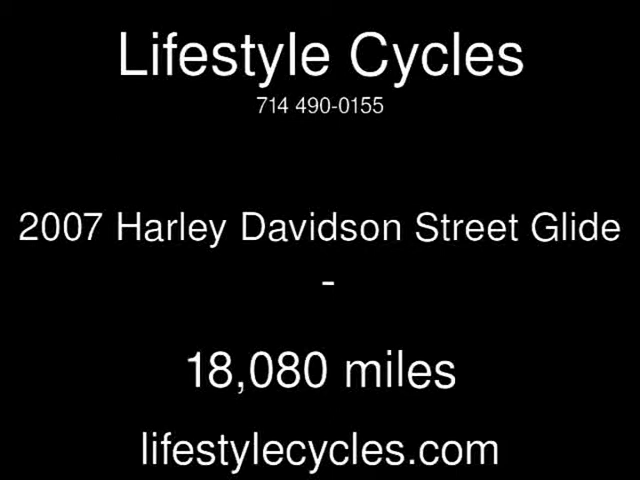 Lifestyle Cycles
714 490-0155
2007 Harley Davidson Street Glide
-
18,080 miles
lifestylecycles.com